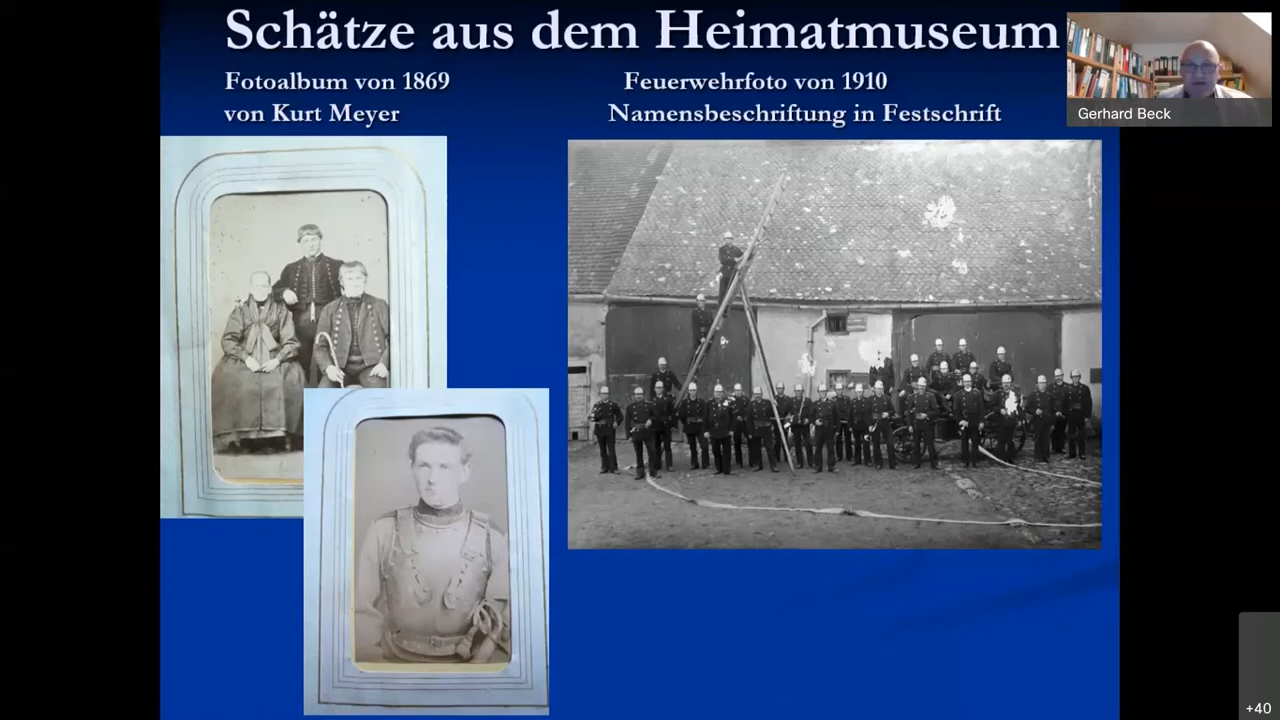 Schätze aus dem Heimatmuseum
Fotoalbum von 1869
von Kurt Meyer
Feuerwehrfoto von 1910
Namensbeschriftung in Festschrift
Gerhard Beck
+40